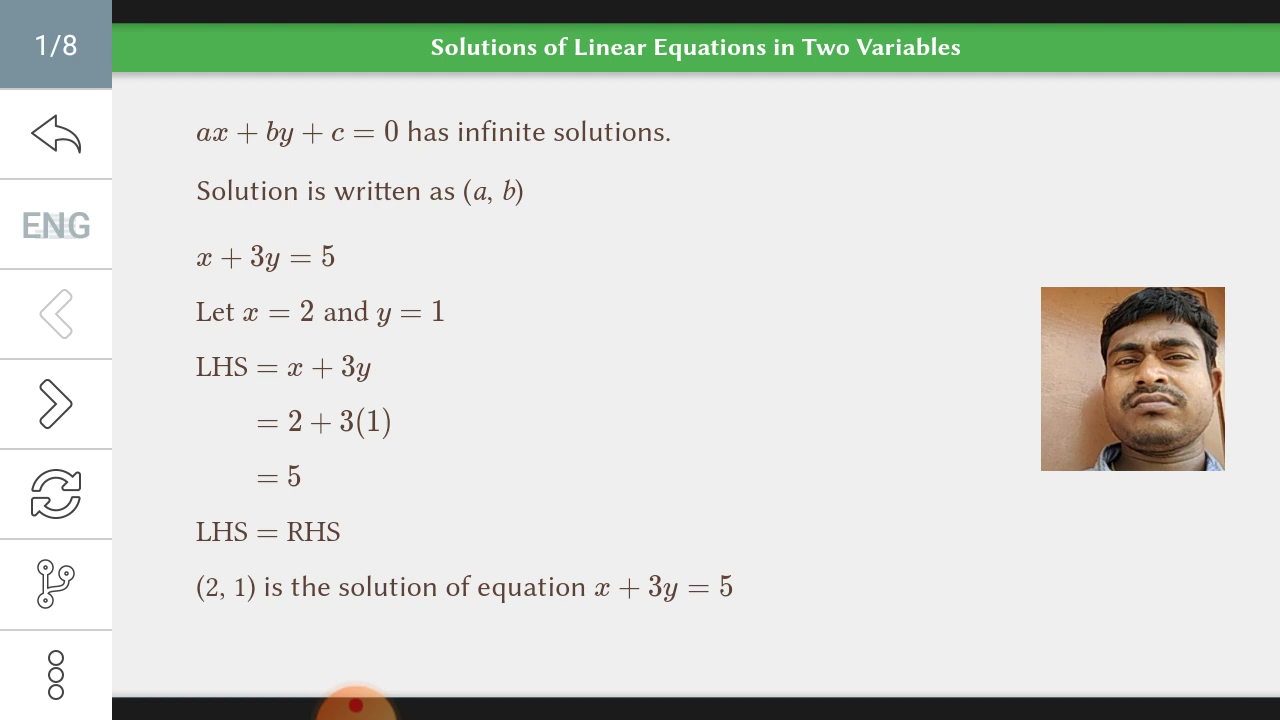 1/8
Solutions of Linear Equations in Two Variables
ax + by + c = 0 has infinite solutions.
ENG
Solution is written as (a, b)
x + 3y = 5
Let x = 2 and y = 1
LHS = x + 3y
= 2 + 3(1)
= 5
LHS = RHS
(2, 1) is the solution of equation x + 3y = 5